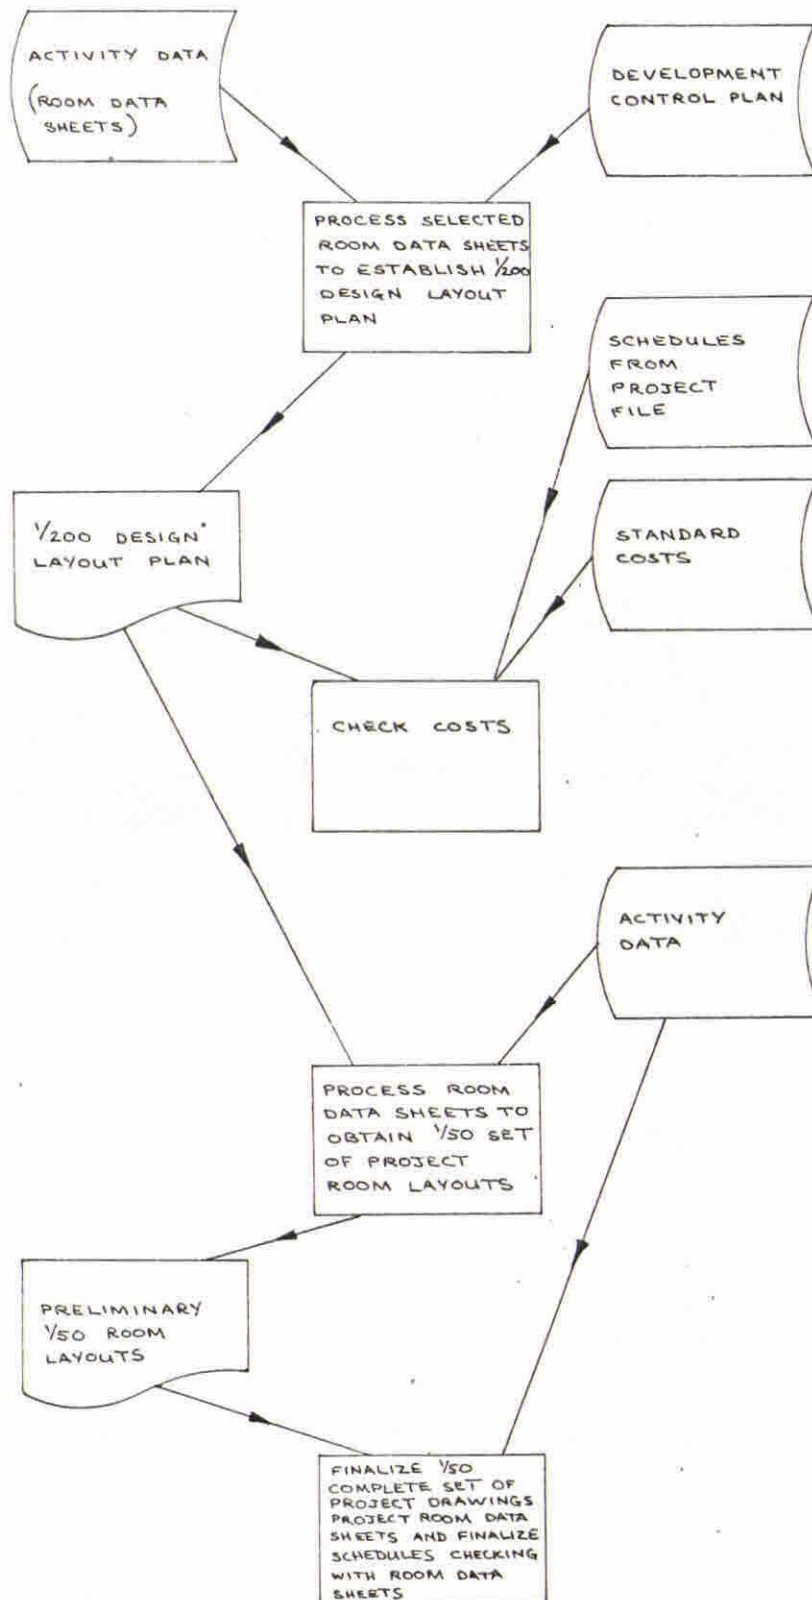 ACTIVITY DATA
(ROOM DATA
SHEETS)
DEVELOPMENT
CONTROL PLAN
PROCESS SELECTED
ROOM DATA SHEETS
TO ESTABLISH 1/200
DESIGN LAYOUT
PLAN
SCHEDULES
FROM
PROJECT
FILE
1/200 DESIGN
LAYOUT PLAN
STANDARD
COSTS
CHECK COSTS
ACTIVITY
DATA
PROCESS ROOM
DATA SHEETS TO
OBTAIN 1/50 SET
OF PROJECT
ROOM LAYOUTS
PRELIMINARY
1/50 ROOM
LAYOUTS
FINALIZE 1/50
COMPLETE SET OF
PROJECT DRAWINGS
PROJECT ROOM DATA
SHEETS AND FINALIZE
SCHEDULES CHECKING
WITH ROOM DATA
SHEETS